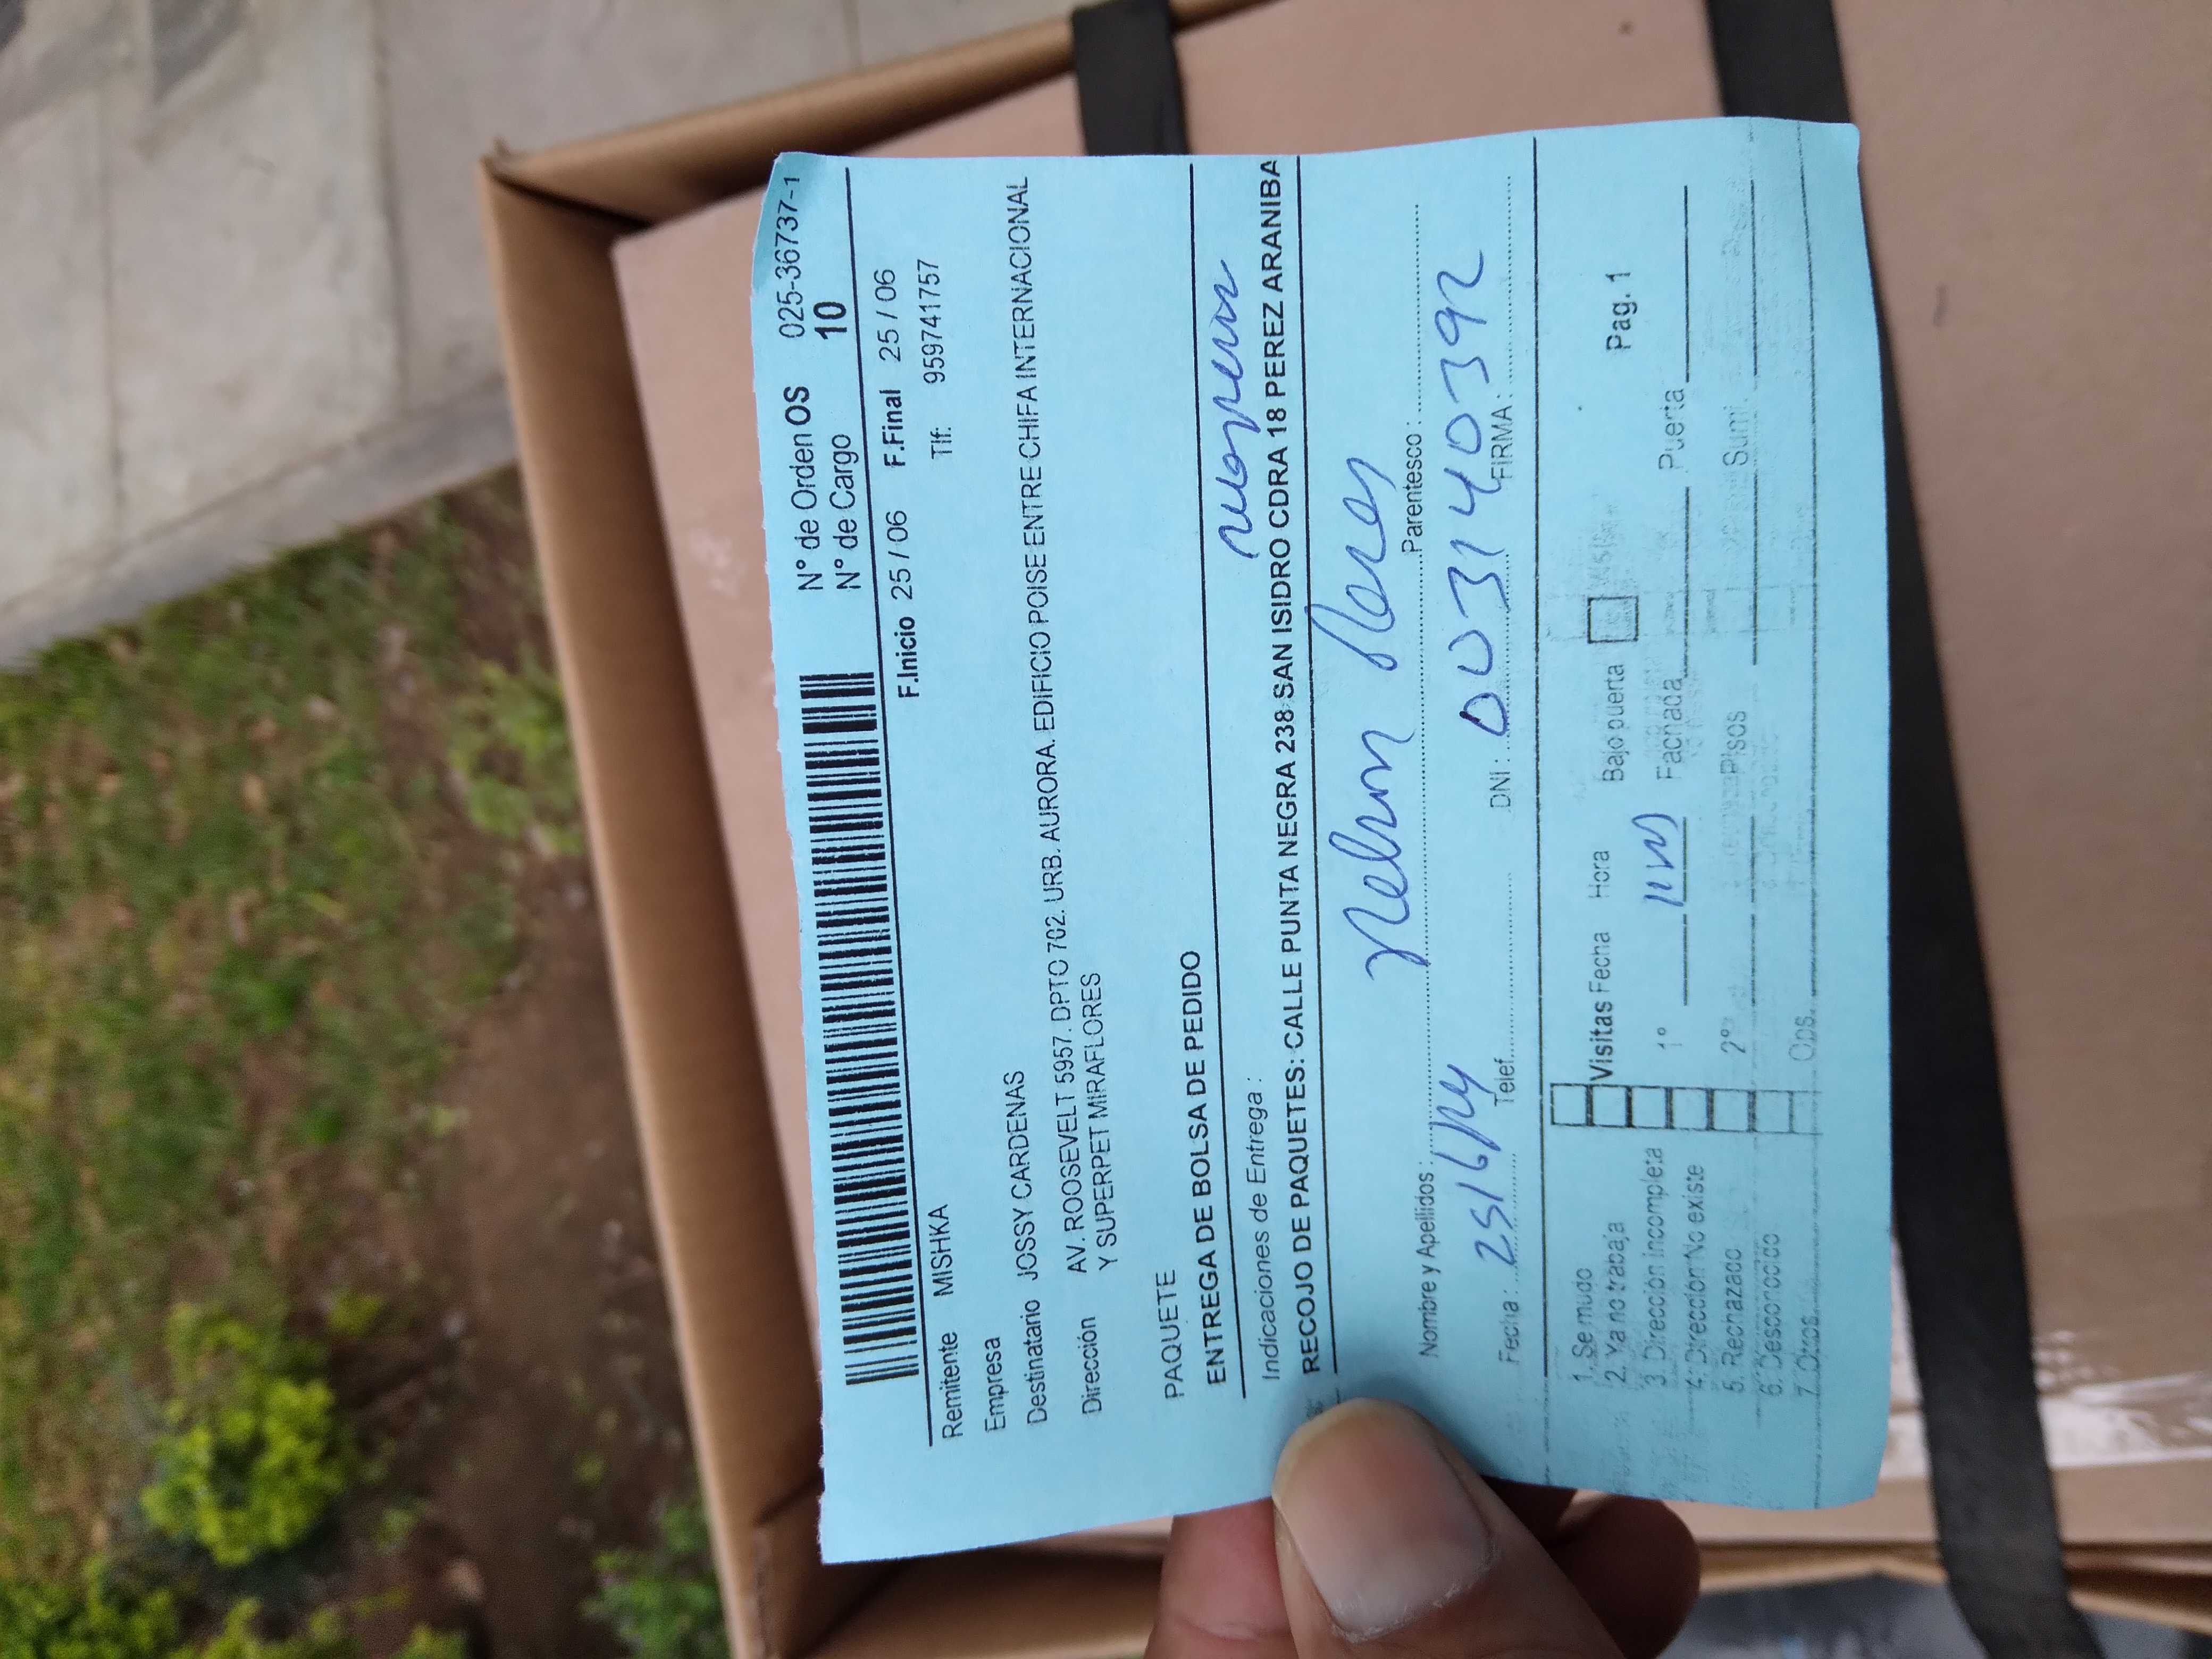 N° de Orden OS 025-36737-1
N° de Cargo 10
F.Inicio 25 / 06 F.Final 25 / 06
Remitente MISHKA Tlf: 959741757
Empresa
Destinatario JOSSY CARDENAS
Dirección AV. ROOSEVELT 5957. DPTO 702. URB. AURORA. EDIFICIO POISE ENTRE CHIFA INTERNACIONAL
Y SUPERPET MIRAFLORES
PAQUETE
ENTREGA DE BOLSA DE PEDIDO
Indicaciones de Entrega :
RECOJO DE PAQUETES: CALLE PUNTA NEGRA 238 SAN ISIDRO CDRA 18 PEREZ ARANIBA
Nombre y Apellidos : Parentesco :
Fecha : 25/6/24 Telef. DNI : 003140392 FIRMA :
1. Se mudo
2. Ya no trabaja Visitas Fecha Hora Bajo puerta Pag. 1
3. Dirección incompleta 1° Fachada Puerta
4. Dirección No existe
5. Rechazado 2° Pisos Sumi.
6. Desconocido
7. Otros Obs.